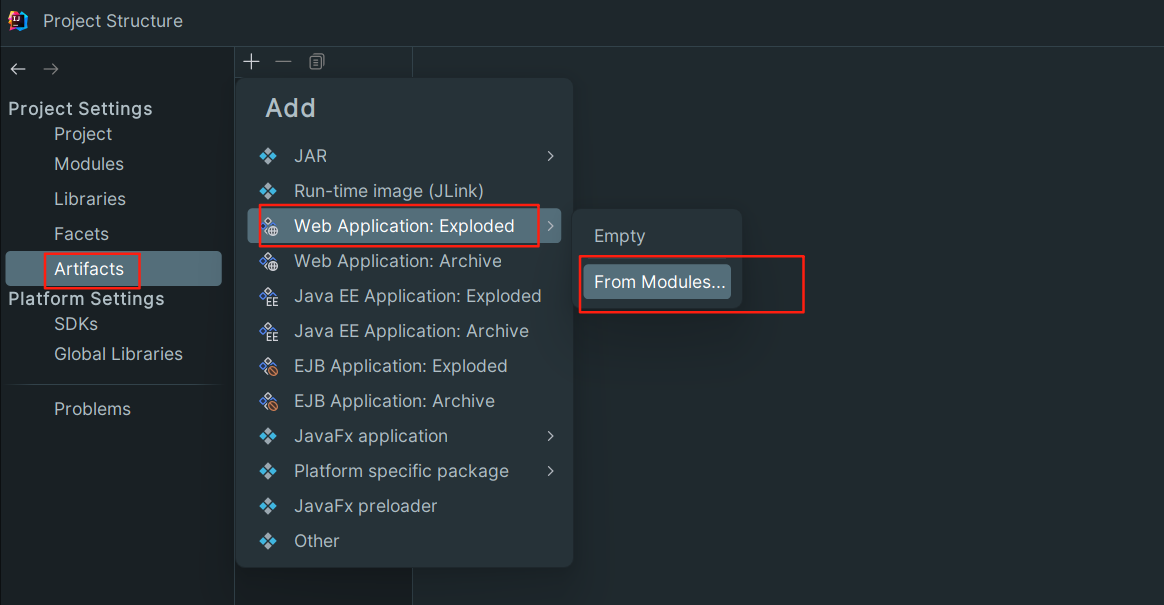 Project Structure
Project Settings
Project
Modules
Libraries
Facets
Artifacts
Platform Settings
SDKs
Global Libraries
Problems
Add
JAR
Run-time image (JLink)
Web Application: Exploded
Web Application: Archive
Java EE Application: Exploded
Java EE Application: Archive
EJB Application: Exploded
EJB Application: Archive
JavaFx application
Platform specific package
JavaFx preloader
Other
Empty
From Modules...